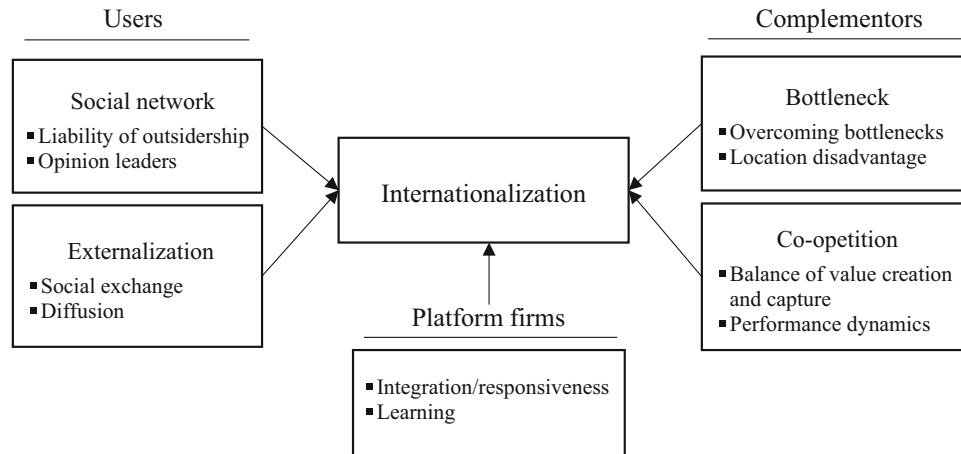 Users
Social network
▪ Liability of outsidership
▪ Opinion leaders
Externalization
▪ Social exchange
▪ Diffusion
Internationalization
Platform firms
▪ Integration/responsiveness
▪ Learning
Complementors
Bottleneck
▪ Overcoming bottlenecks
▪ Location disadvantage
Co-opetition
▪ Balance of value creation
and capture
▪ Performance dynamics